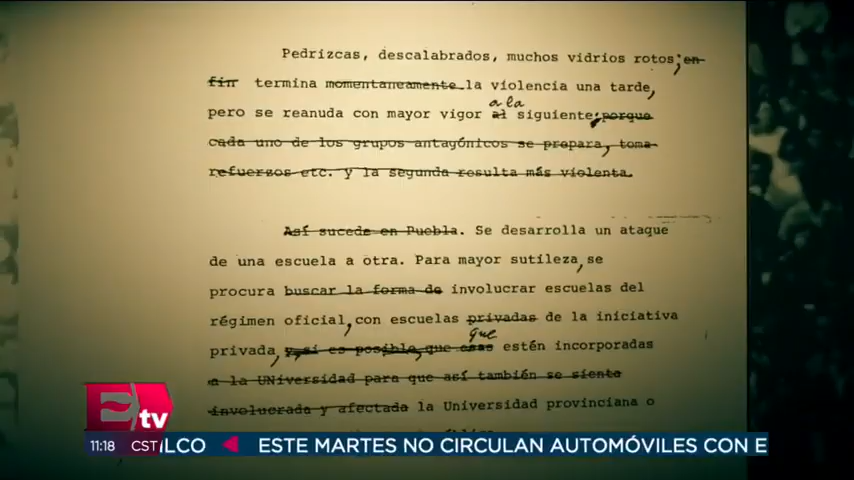 Pedrizcas, descalabrados, muchos vidrios rotos; en
fin termina momentaneamente la violencia una tarde,
a la
pero se reanuda con mayor vigor al siguiente; porque
cada uno de los grupos antagónicos se prepara, toma
refuerzos etc. y la segunda resulta más violenta.
Así sucede en Puebla. Se desarrolla un ataque
de una escuela a otra. Para mayor sutileza, se
procura buscar la forma de involucrar escuelas del
régimen oficial, con escuelas privadas de la iniciativa
que
privada, y si es posible, que esas estén incorporadas
a la UNiversidad para que así también se sienta
involucrada y afectada la Universidad provinciana o
E tv
11:18 CST
ILCO ESTE MARTES NO CIRCULAN AUTOMÓVILES CON E